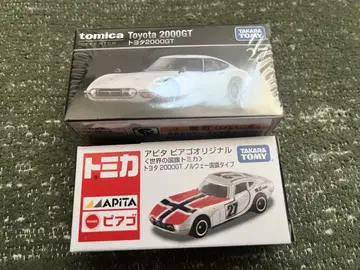 tomica Toyota 2000GT
トヨタ2000GT
TAKARA TOMY
トミカ
アピタ ピアゴオリジナル
<世界の国旗トミカ>
トヨタ 2000GT ノルウェー国旗タイプ
TAKARA TOMY
APiTA
ピアゴ
21